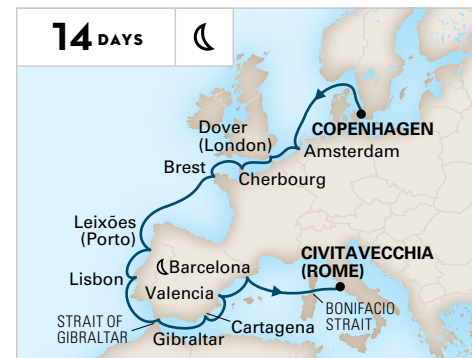 14 DAYS
COPENHAGEN
Dover
(London)
Amsterdam
Brest
Cherbourg
Leixões
(Porto)
CIVITAVECCHIA
(ROME)
Barcelona
Lisbon
Valencia
BONIFACIO
STRAIT
STRAIT OF
GIBRALTAR
Cartagena
Gibraltar